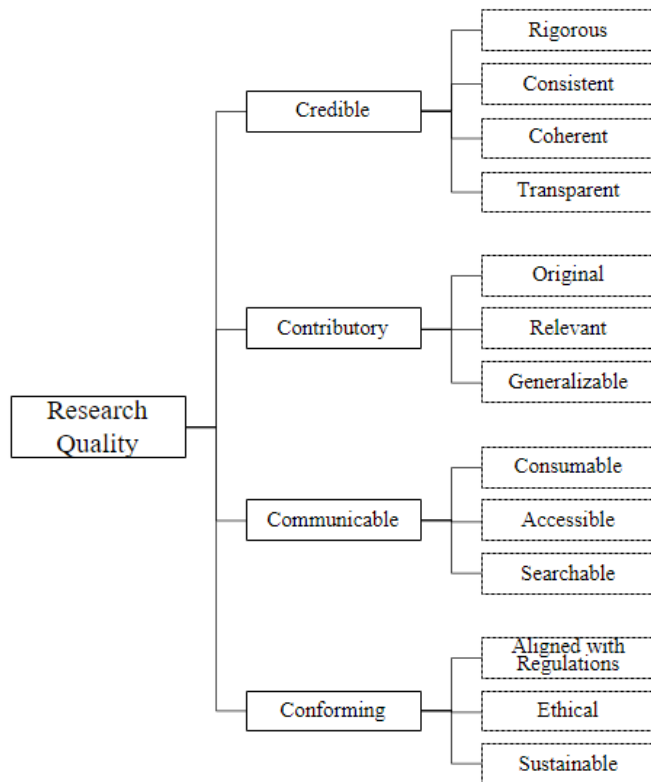 Research
Quality
Credible
Rigorous
Consistent
Coherent
Transparent
Contributory
Original
Relevant
Generalizable
Communicable
Consumable
Accessible
Searchable
Conforming
Aligned with
Regulations
Ethical
Sustainable